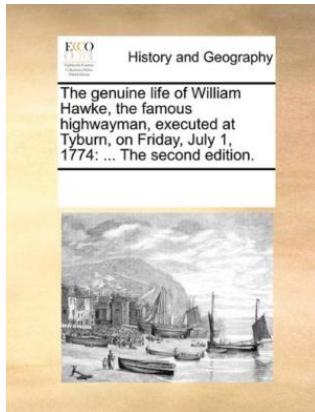 ECCO
History and Geography
The genuine life of William
Hawke, the famous
highwayman, executed at
Tyburn, on Friday, July 1,
1774: ... The second edition.